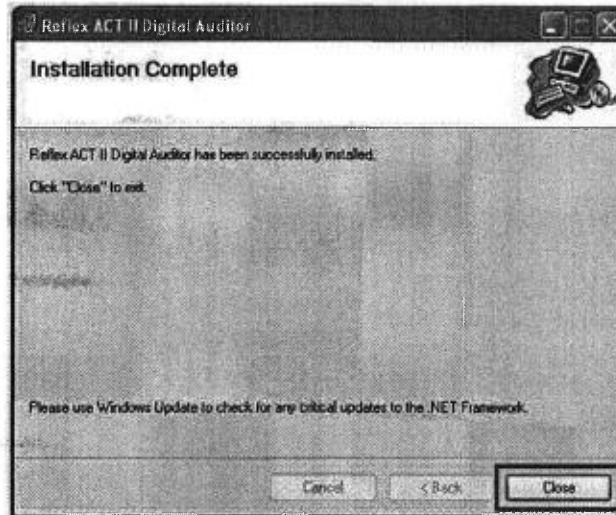 Reflex ACT II Digital Auditor
Installation Complete
Reflex ACT II Digital Auditor has been successfully installed.
Click "Close" to exit.
Please use Windows Update to check for any critical updates to the .NET Framework.
Cancel
< Back
Close